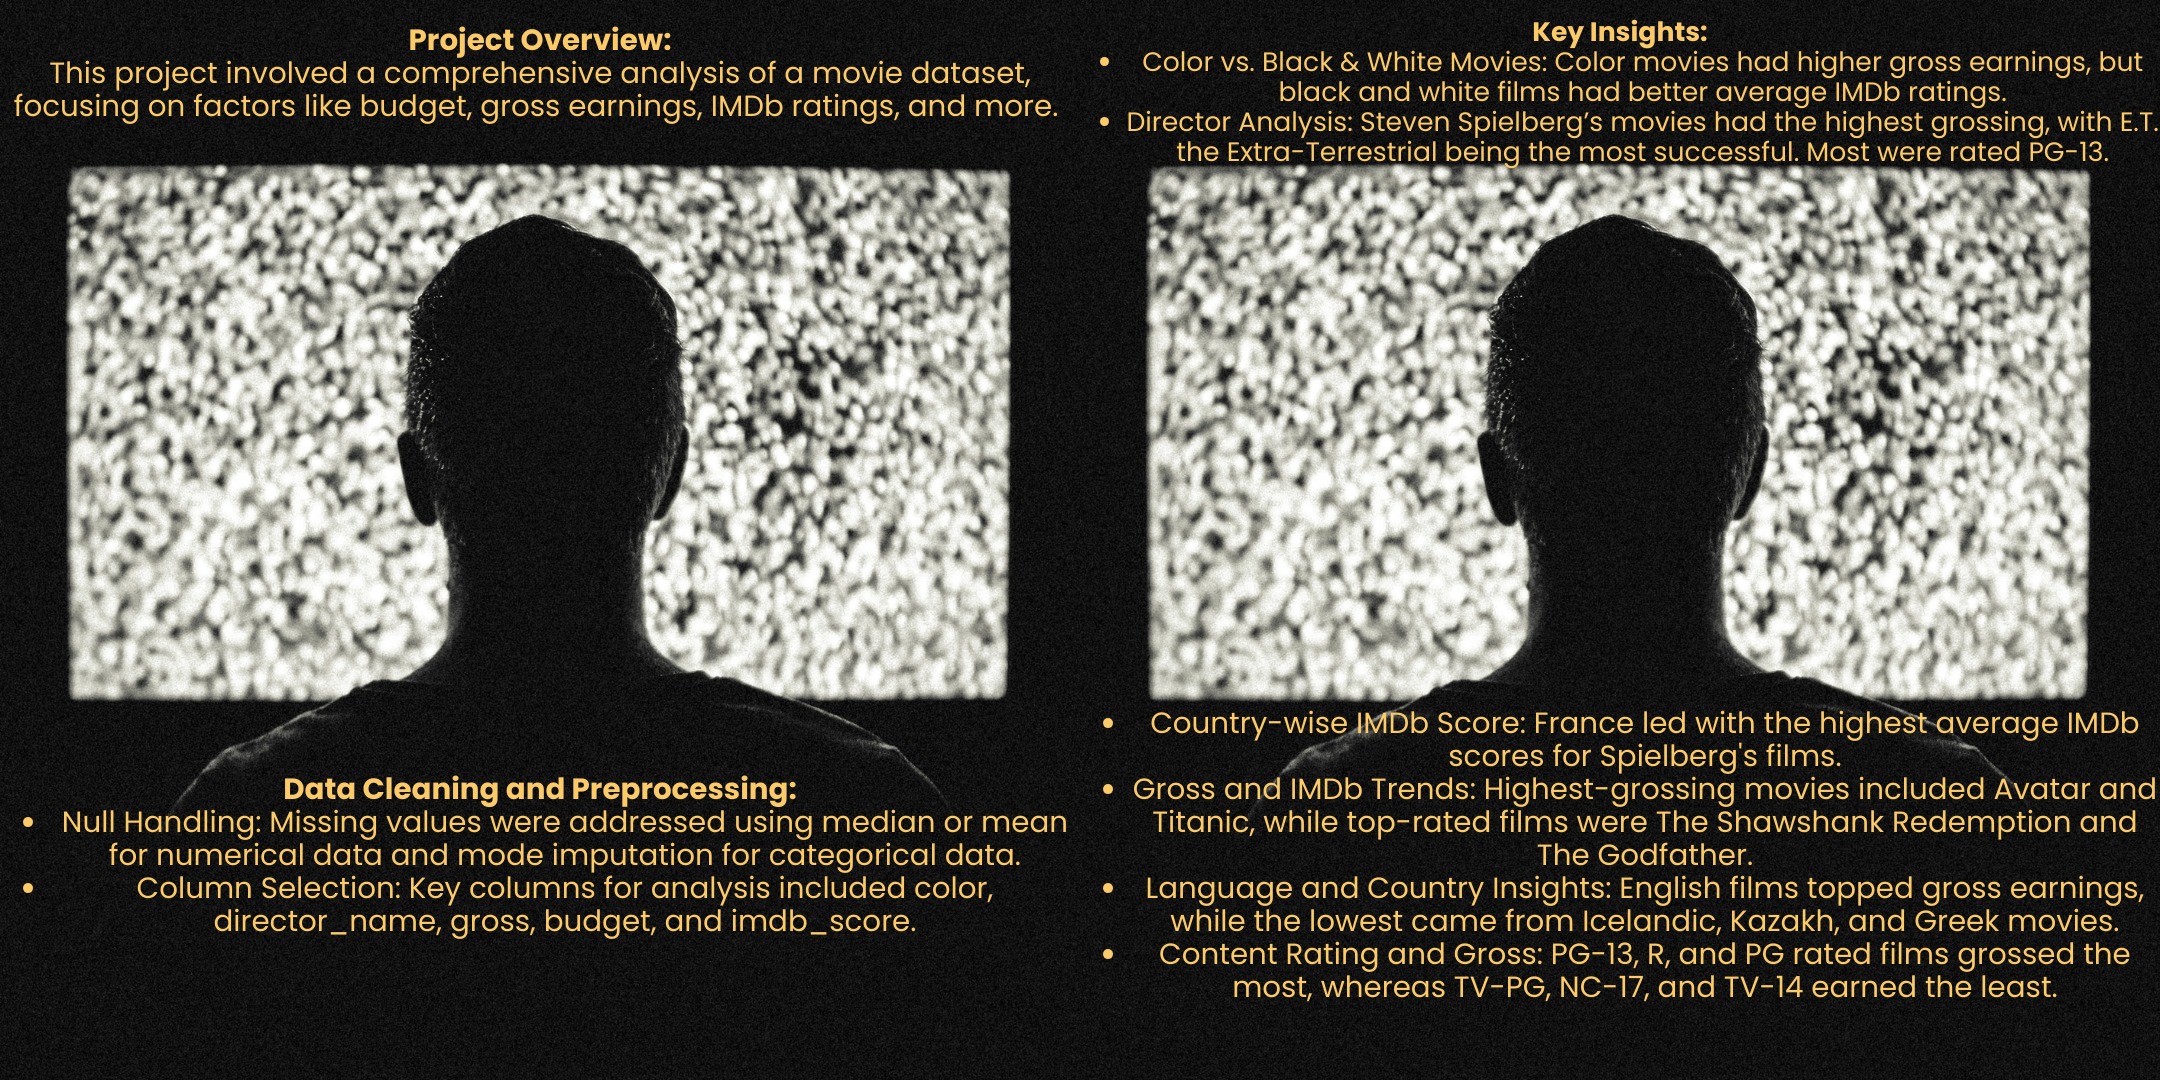 Project Overview:
This project involved a comprehensive analysis of a movie dataset,
focusing on factors like budget, gross earnings, IMDb ratings, and more.
Data Cleaning and Preprocessing:
• Null Handling: Missing values were addressed using median or mean
for numerical data and mode imputation for categorical data.
• Column Selection: Key columns for analysis included color,
director_name, gross, budget, and imdb_score.
Key Insights:
• Color vs. Black & White Movies: Color movies had higher gross earnings, but
black and white films had better average IMDb ratings.
• Director Analysis: Steven Spielberg’s movies had the highest grossing, with E.T.
the Extra-Terrestrial being the most successful. Most were rated PG-13.
• Country-wise IMDb Score: France led with the highest average IMDb
scores for Spielberg's films.
• Gross and IMDb Trends: Highest-grossing movies included Avatar and
Titanic, while top-rated films were The Shawshank Redemption and
The Godfather.
• Language and Country Insights: English films topped gross earnings,
while the lowest came from Icelandic, Kazakh, and Greek movies.
• Content Rating and Gross: PG-13, R, and PG rated films grossed the
most, whereas TV-PG, NC-17, and TV-14 earned the least.